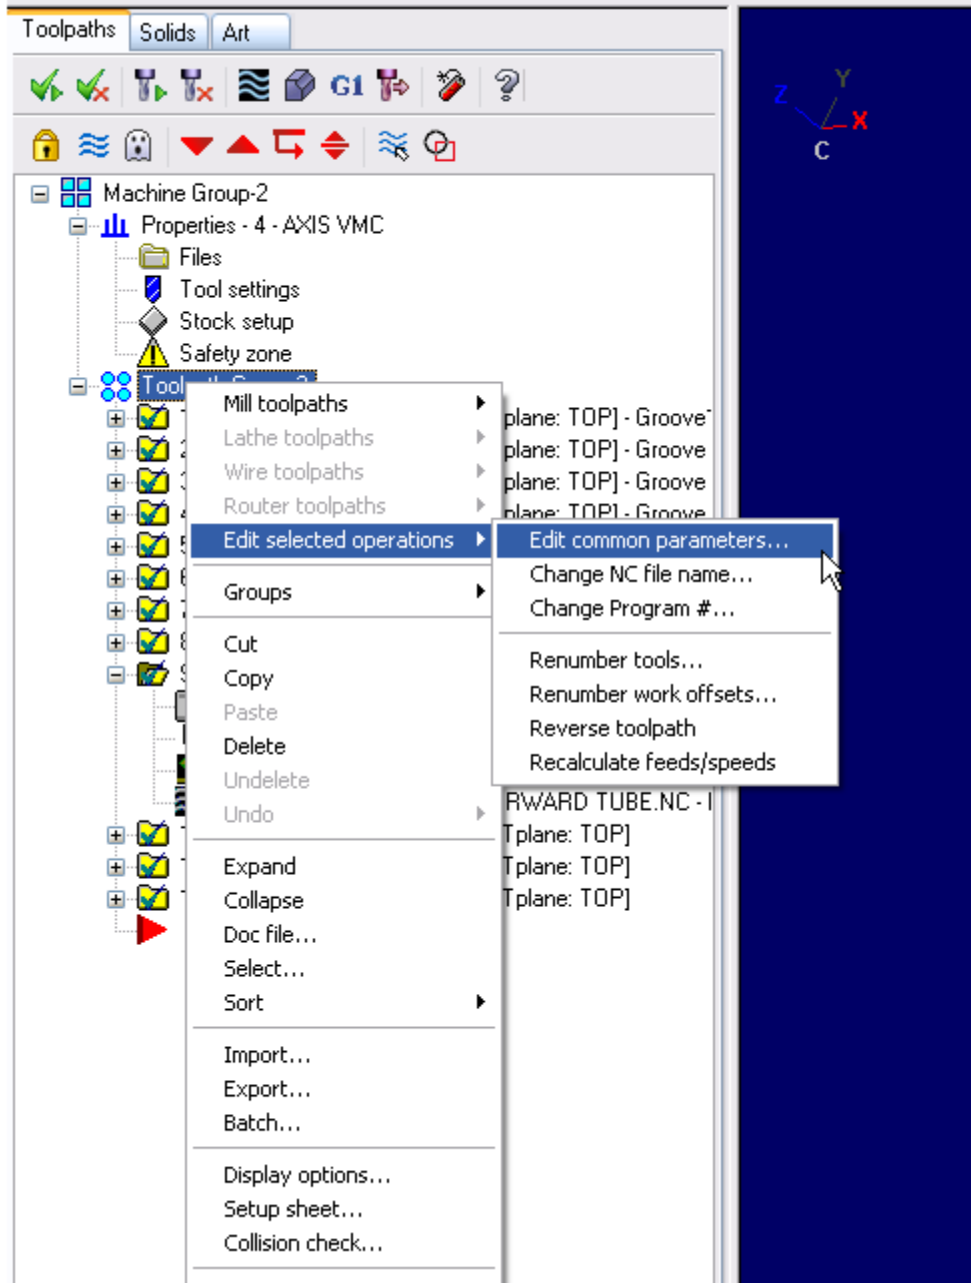 Toolpaths Solids Art
G1
Machine Group-2
Properties - 4 - AXIS VMC
Files
Tool settings
Stock setup
Safety zone
Mill toolpaths
Lathe toolpaths
Wire toolpaths
Router toolpaths
Edit selected operations
Groups
Cut
Copy
Paste
Delete
Undelete
Undo
Expand
Collapse
Doc file...
Select...
Sort
Import...
Export...
Batch...
Display options...
Setup sheet...
Collision check...
plane: TOP] - Groove
plane: TOP] - Groove
plane: TOP] - Groove
plane: TOP] - Groove
Edit common parameters...
Change NC file name...
Change Program #...
Renumber tools...
Renumber work offsets...
Reverse toolpath
Recalculate feeds/speeds
RWARD TUBE.NC -
Tplane: TOP]
Tplane: TOP]
Tplane: TOP]
Z Y X
C